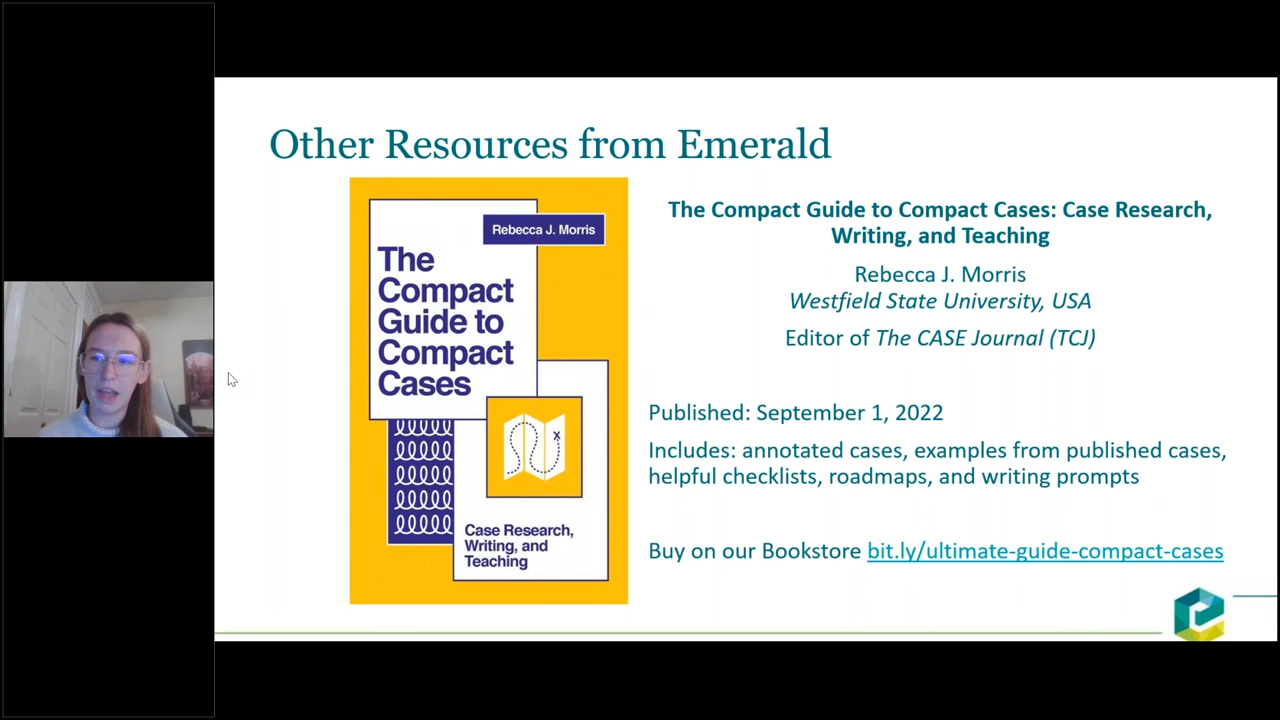 Other Resources from Emerald
Rebecca J. Morris
The
Compact
Guide to
Compact
Cases
Case Research,
Writing, and
Teaching
The Compact Guide to Compact Cases: Case Research,
Writing, and Teaching
Rebecca J. Morris
Westfield State University, USA
Editor of The CASE Journal (TCJ)
Published: September 1, 2022
Includes: annotated cases, examples from published cases,
helpful checklists, roadmaps, and writing prompts
Buy on our Bookstore bit.ly/ultimate-guide-compact-cases